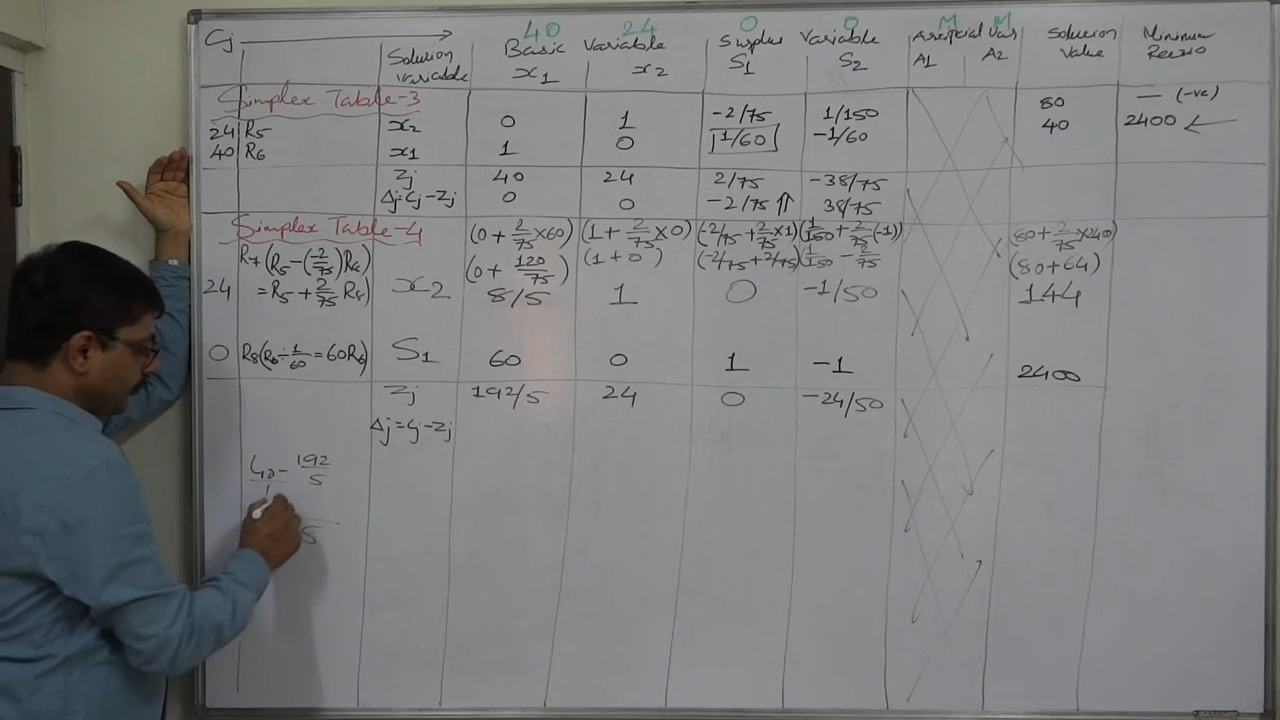 40 24 0 0 M M
Cj Basic Variable Surplus Variable Artificial Var Solution Minimum
Solution variable x1 x2 S1 S2 A1 A2 Value
Simplex Table-3
24 R5 x2 0 1 -2/75 1/150 80 — (-ve)
40 R6 x1 1 0 1/60 -1/60 40 2400 ←
Zj 40 24 2/75 -38/75
Δj=Cj-Zj 0 0 -2/75 ⇑ 38/75
Simplex Table-4
(0+2/75×60) (1+2/75×0) (-2/75+2/75×1) (1/150+2/75(-1)) (80+2/75×2400)
R7(R5-(-2/75)R8) (0+120/75) (1+0) (-2/75+2/75) 1/150-2/75 (80+64)
24 =R5+2/75 R8) x2 8/5 1 0 -1/50 144
0 R8(R6÷1/60=60R6) S1 60 0 1 -1 2400
Zj 192/5 24 0 -24/50
Δj=Cj-Zj
40/1 - 192/5
5